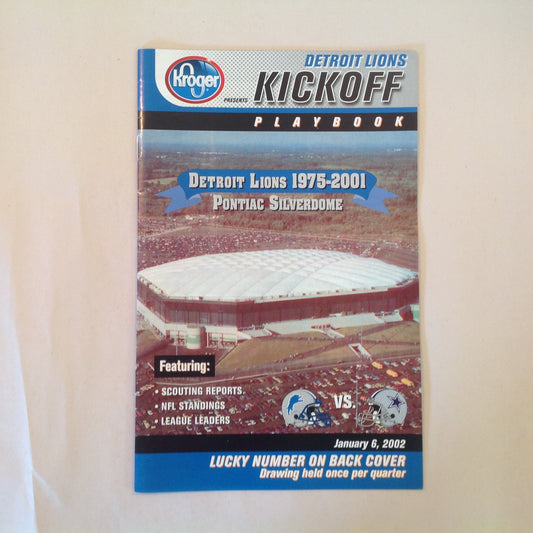 Kroger
PRESENTS
DETROIT LIONS
KICKOFF
PLAYBOOK
DETROIT LIONS 1975-2001
PONTIAC SILVERDOME
Featuring:
• SCOUTING REPORTS
• NFL STANDINGS
• LEAGUE LEADERS
VS.
January 6, 2002
LUCKY NUMBER ON BACK COVER
Drawing held once per quarter